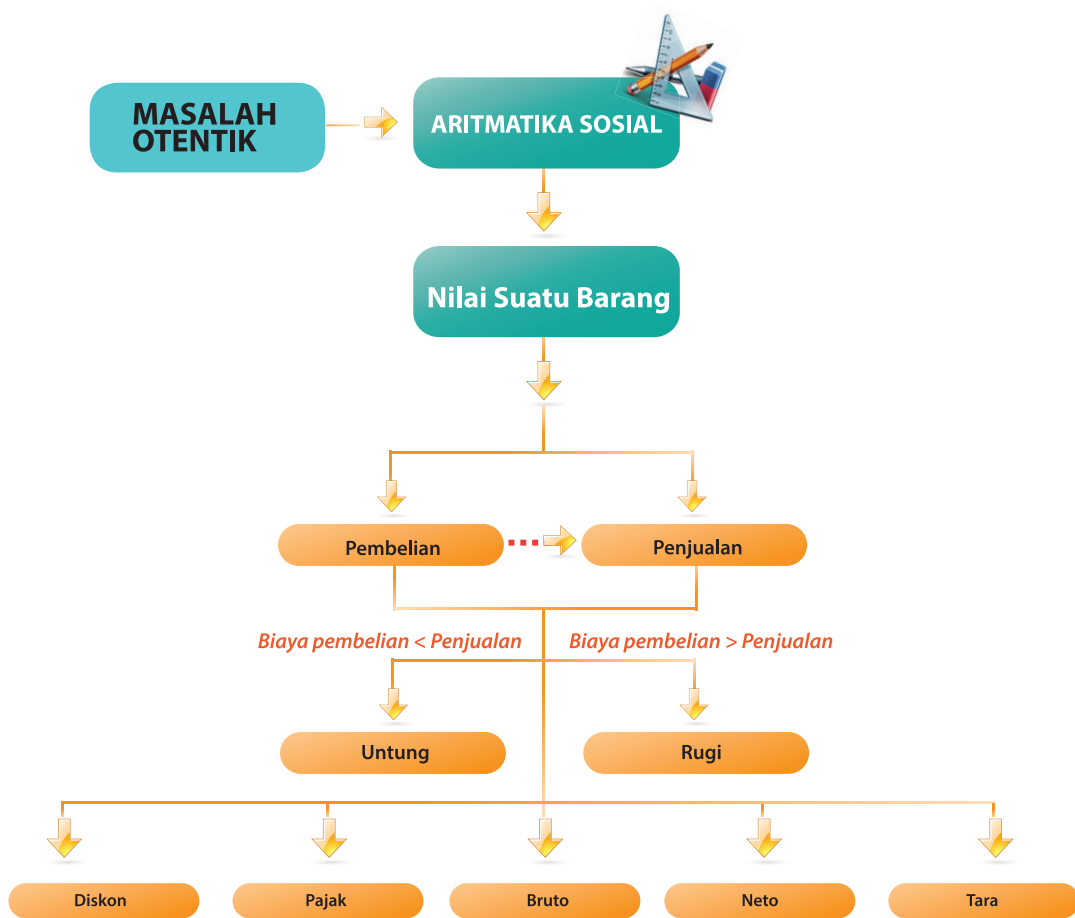 MASALAH
OTENTIK
ARITMATIKA SOSIAL
Nilai Suatu Barang
Pembelian
Penjualan
Biaya pembelian < Penjualan
Biaya pembelian > Penjualan
Untung
Rugi
Diskon
Pajak
Bruto
Neto
Tara